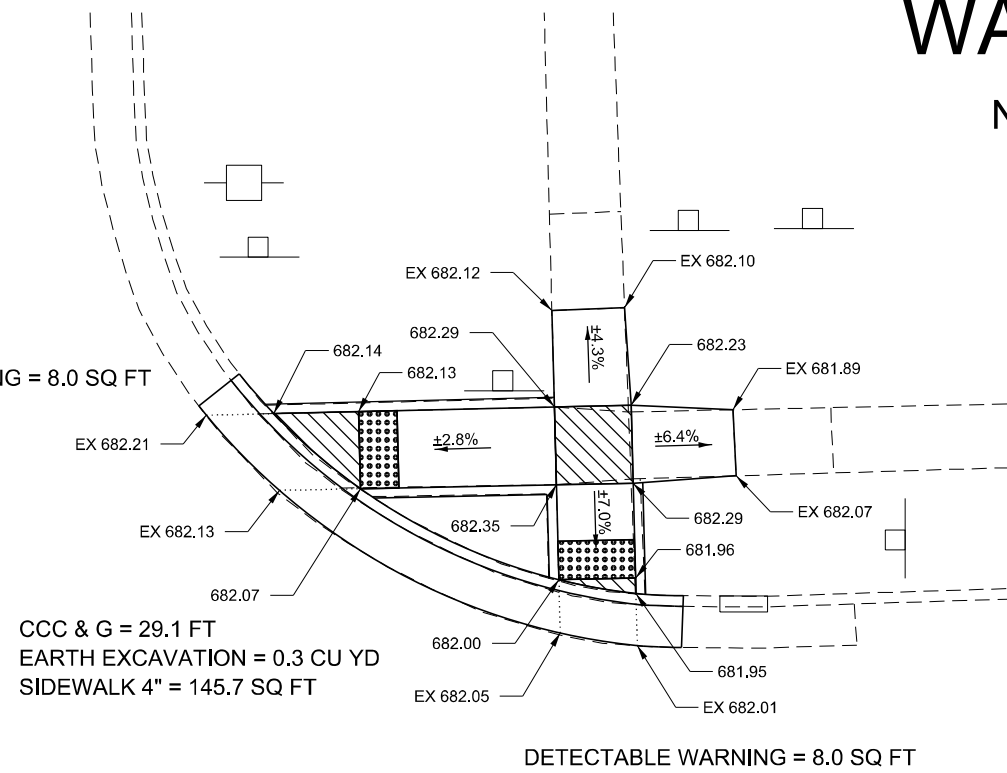 WA
N
EX 682.12
EX 682.10
±4.3%
682.29
682.23
682.14
682.13
EX 681.89
NG = 8.0 SQ FT
±2.8%
±6.4%
EX 682.21
±7.0%
682.35
682.29
EX 682.07
EX 682.13
681.96
682.07
682.00
681.95
EX 682.05
EX 682.01
CCC & G = 29.1 FT
EARTH EXCAVATION = 0.3 CU YD
SIDEWALK 4" = 145.7 SQ FT
DETECTABLE WARNING = 8.0 SQ FT